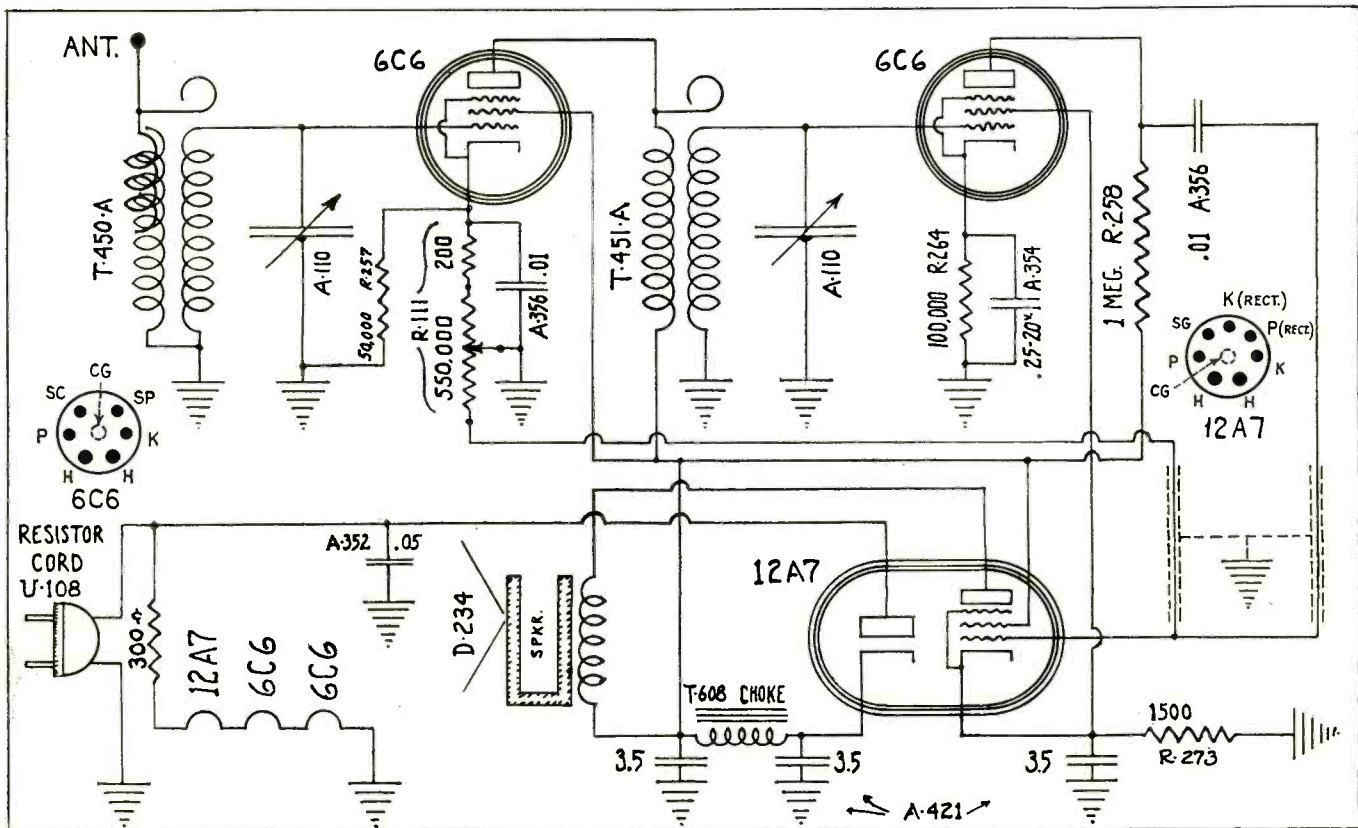 ANT.
6C6
6C6
T·450·A
A·110
50,000 R·257
R·111
200
550.000
A·356 .01
T·451·A
A·110
100,000 R·264
.25-20v. A·354
1 MEG. R·258
.01 A·356
CG
SC
SP
P
K
H
H
6C6
K (RECT.)
SG
P (RECT.)
P
K
CG
H
H
12A7
RESISTOR
CORD
U·108
300Ω
12A7
6C6
6C6
A·352 .05
D·234
SPKR.
12A7
T·608 CHOKE
3.5
3.5
3.5
1500
R·273
A·421